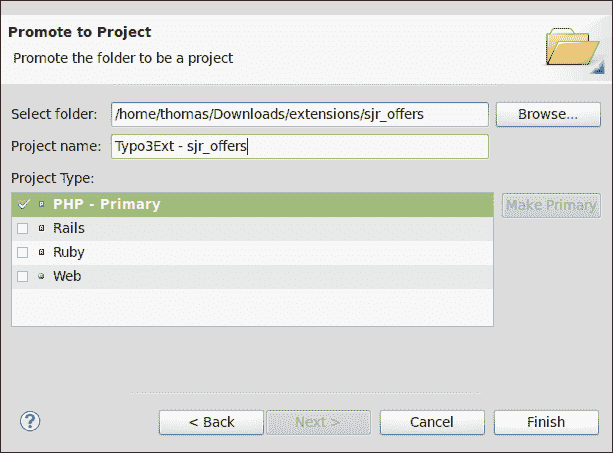 Promote to Project
Promote the folder to be a project
Select folder: /home/thomas/Downloads/extensions/sjr_offers Browse...
Project name: Typo3Ext - sjr_offers
Project Type:
PHP - Primary Make Primary
Rails
Ruby
Web
? < Back Next > Cancel Finish